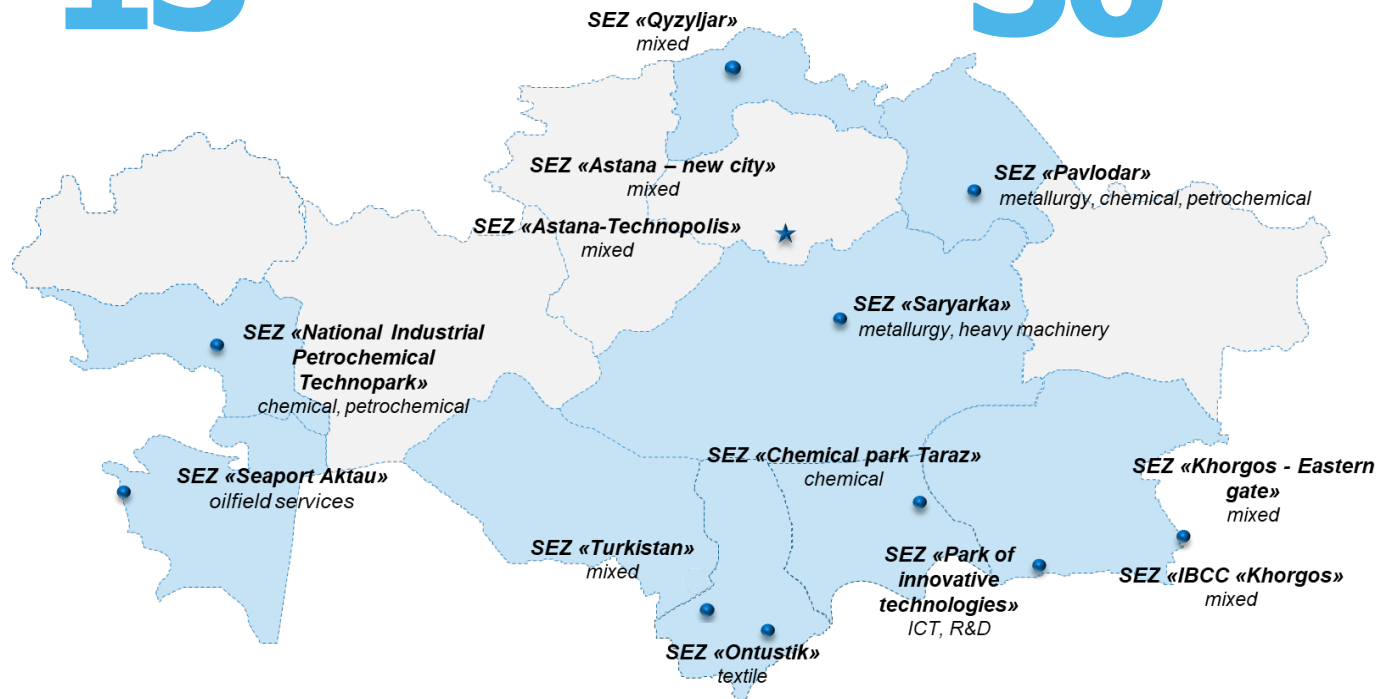 SEZ «Qyzyljar»
mixed
SEZ «Astana – new city»
mixed
SEZ «Pavlodar»
metallurgy, chemical, petrochemical
SEZ «Astana-Technopolis»
mixed
SEZ «Saryarka»
metallurgy, heavy machinery
SEZ «National Industrial
Petrochemical
Technopark»
chemical, petrochemical
SEZ «Seaport Aktau»
oilfield services
SEZ «Chemical park Taraz»
chemical
SEZ «Khorgos - Eastern
gate»
mixed
SEZ «Turkistan»
mixed
SEZ «Park of
innovative
technologies»
ICT, R&D
SEZ «IBCC «Khorgos»
mixed
SEZ «Ontustik»
textile